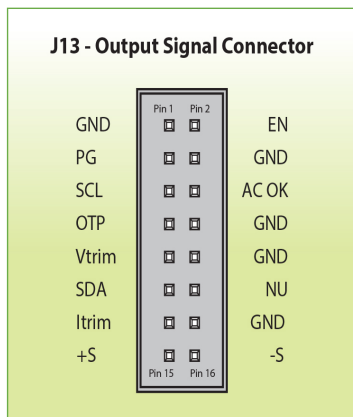 J13 - Output Signal Connector
Pin 1 Pin 2
GND EN
PG GND
SCL AC OK
OTP GND
Vtrim GND
SDA NU
Itrim GND
+S -S
Pin 15 Pin 16